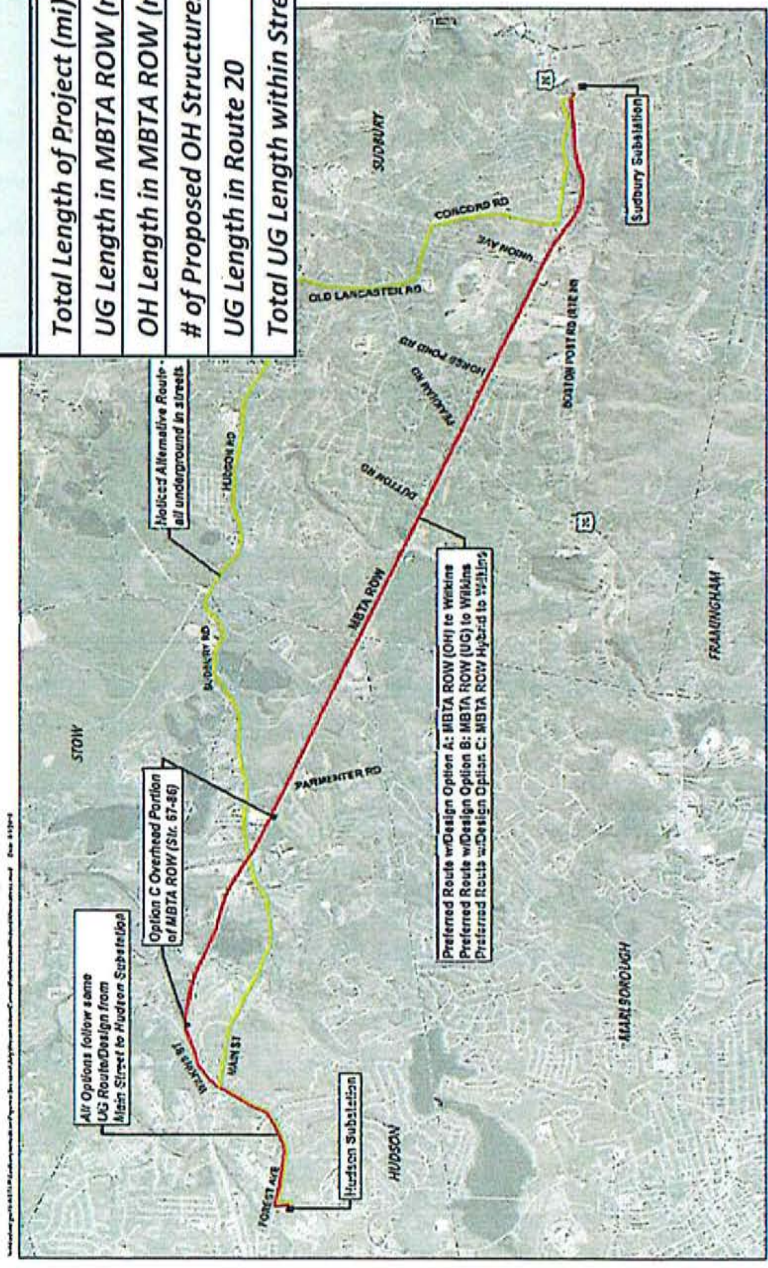 Total Length of Project (mi)
UG Length in MBTA ROW (
OH Length in MBTA ROW (
# of Proposed OH Structure
UG Length in Route 20
Total UG Length within Stre
STOW
SUDBURY
All Options follow same
UG Route/Design from
Main Street to Hudson Substation
Option C Overhead Portion
of MBTA ROW (Str. 67-86)
Noticed Alternative Route -
all underground in streets
SUDBURY RD
HUDSON RD
OLD LANCASTER RD
CONCORD RD
20
WILKINS ST
MAIN ST
FOREST AVE
PARMENTER RD
MBTA ROW
DUTTON RD
PEAKHAM RD
HORSE POND RD
UNION AVE
BOSTON POST RD (RTE 20)
Sudbury Substation
Hudson Substation
HUDSON
Preferred Route w/Design Option A: MBTA ROW (OH) to Wilkins
Preferred Route w/Design Option B: MBTA ROW (UG) to Wilkins
Preferred Route w/Design Option C: MBTA ROW Hybrid to Wilkins
20
MARLBOROUGH
FRAMINGHAM